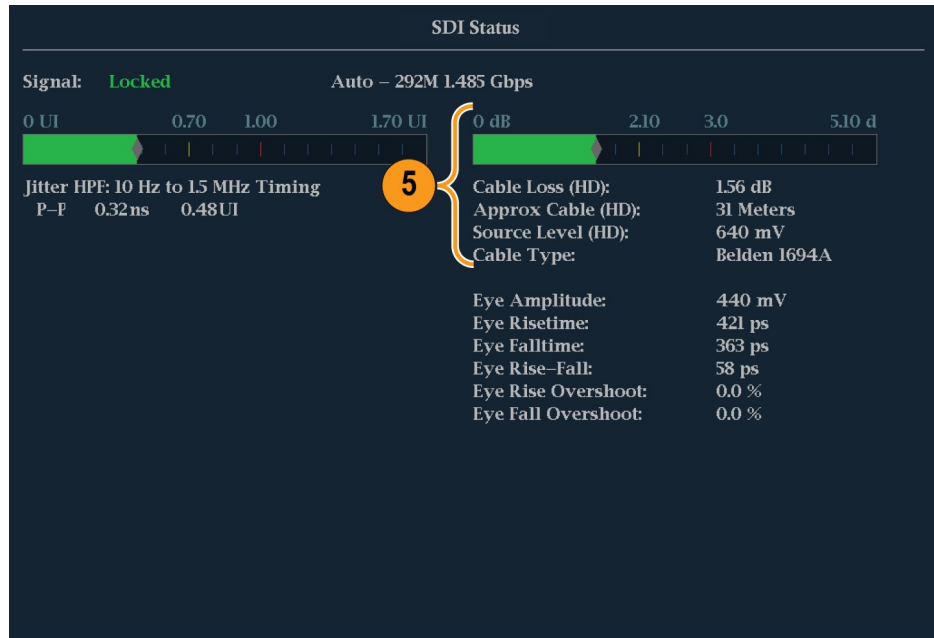 SDI Status
Signal: Locked Auto – 292M 1.485 Gbps
0 UI 0.70 1.00 1.70 UI 0 dB 2.10 3.0 5.10 d
Jitter HPF: 10 Hz to 1.5 MHz Timing
P–P 0.32 ns 0.48 UI
5
Cable Loss (HD): 1.56 dB
Approx Cable (HD): 31 Meters
Source Level (HD): 640 mV
Cable Type: Belden 1694A
Eye Amplitude: 440 mV
Eye Risetime: 421 ps
Eye Falltime: 363 ps
Eye Rise–Fall: 58 ps
Eye Rise Overshoot: 0.0 %
Eye Fall Overshoot: 0.0 %